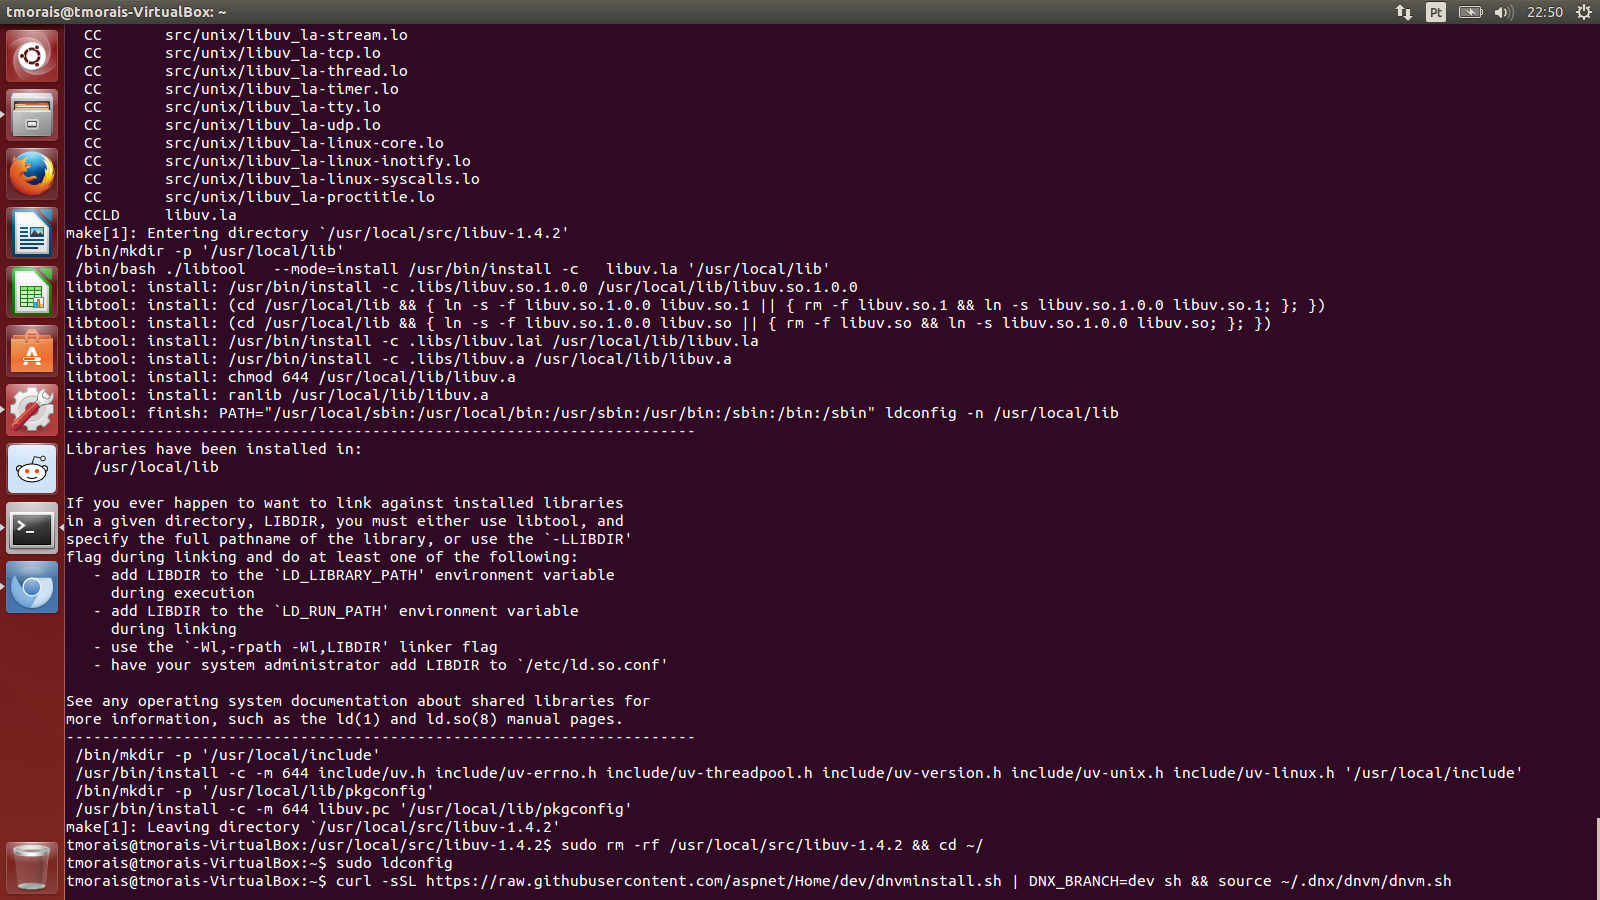 tmorais@tmorais-VirtualBox: ~
Pt
22:50
CC src/unix/libuv_la-stream.lo
CC src/unix/libuv_la-tcp.lo
CC src/unix/libuv_la-thread.lo
CC src/unix/libuv_la-timer.lo
CC src/unix/libuv_la-tty.lo
CC src/unix/libuv_la-udp.lo
CC src/unix/libuv_la-linux-core.lo
CC src/unix/libuv_la-linux-inotify.lo
CC src/unix/libuv_la-linux-syscalls.lo
CC src/unix/libuv_la-proctitle.lo
CCLD libuv.la
make[1]: Entering directory `/usr/local/src/libuv-1.4.2'
/bin/mkdir -p '/usr/local/lib'
/bin/bash ./libtool --mode=install /usr/bin/install -c libuv.la '/usr/local/lib'
libtool: install: /usr/bin/install -c .libs/libuv.so.1.0.0 /usr/local/lib/libuv.so.1.0.0
libtool: install: (cd /usr/local/lib && { ln -s -f libuv.so.1.0.0 libuv.so.1 || { rm -f libuv.so.1 && ln -s libuv.so.1.0.0 libuv.so.1; }; })
libtool: install: (cd /usr/local/lib && { ln -s -f libuv.so.1.0.0 libuv.so || { rm -f libuv.so && ln -s libuv.so.1.0.0 libuv.so; }; })
libtool: install: /usr/bin/install -c .libs/libuv.lai /usr/local/lib/libuv.la
libtool: install: /usr/bin/install -c .libs/libuv.a /usr/local/lib/libuv.a
libtool: install: chmod 644 /usr/local/lib/libuv.a
libtool: install: ranlib /usr/local/lib/libuv.a
libtool: finish: PATH="/usr/local/sbin:/usr/local/bin:/usr/sbin:/usr/bin:/sbin:/bin:/sbin" ldconfig -n /usr/local/lib
----------------------------------------------------------------------
Libraries have been installed in:
/usr/local/lib
If you ever happen to want to link against installed libraries
in a given directory, LIBDIR, you must either use libtool, and
specify the full pathname of the library, or use the `-LLIBDIR'
flag during linking and do at least one of the following:
- add LIBDIR to the `LD_LIBRARY_PATH' environment variable
during execution
- add LIBDIR to the `LD_RUN_PATH' environment variable
during linking
- use the `-Wl,-rpath -Wl,LIBDIR' linker flag
- have your system administrator add LIBDIR to `/etc/ld.so.conf'
See any operating system documentation about shared libraries for
more information, such as the ld(1) and ld.so(8) manual pages.
----------------------------------------------------------------------
/bin/mkdir -p '/usr/local/include'
/usr/bin/install -c -m 644 include/uv.h include/uv-errno.h include/uv-threadpool.h include/uv-version.h include/uv-unix.h include/uv-linux.h '/usr/local/include'
/bin/mkdir -p '/usr/local/lib/pkgconfig'
/usr/bin/install -c -m 644 libuv.pc '/usr/local/lib/pkgconfig'
make[1]: Leaving directory `/usr/local/src/libuv-1.4.2'
tmorais@tmorais-VirtualBox:/usr/local/src/libuv-1.4.2$ sudo rm -rf /usr/local/src/libuv-1.4.2 && cd ~/
tmorais@tmorais-VirtualBox:~$ sudo ldconfig
tmorais@tmorais-VirtualBox:~$ curl -sSL https://raw.githubusercontent.com/aspnet/Home/dev/dnvminstall.sh | DNX_BRANCH=dev sh && source ~/.dnx/dnvm/dnvm.sh